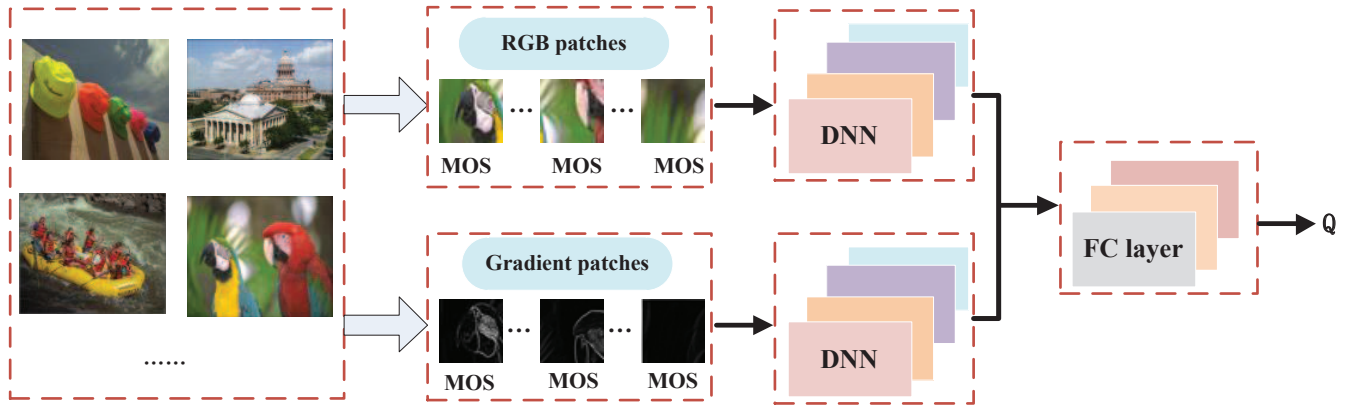 RGB patches
... ...
MOS MOS MOS
DNN
Gradient patches
... ...
MOS MOS MOS
DNN
......
FC layer
Q